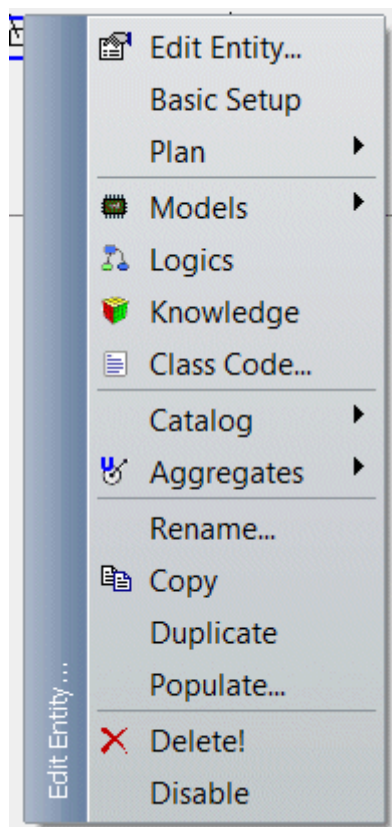 Edit Entity...
Basic Setup
Plan
Models
Logics
Knowledge
Class Code...
Catalog
Aggregates
Rename...
Copy
Duplicate
Populate...
Delete!
Disable
Edit Entity...